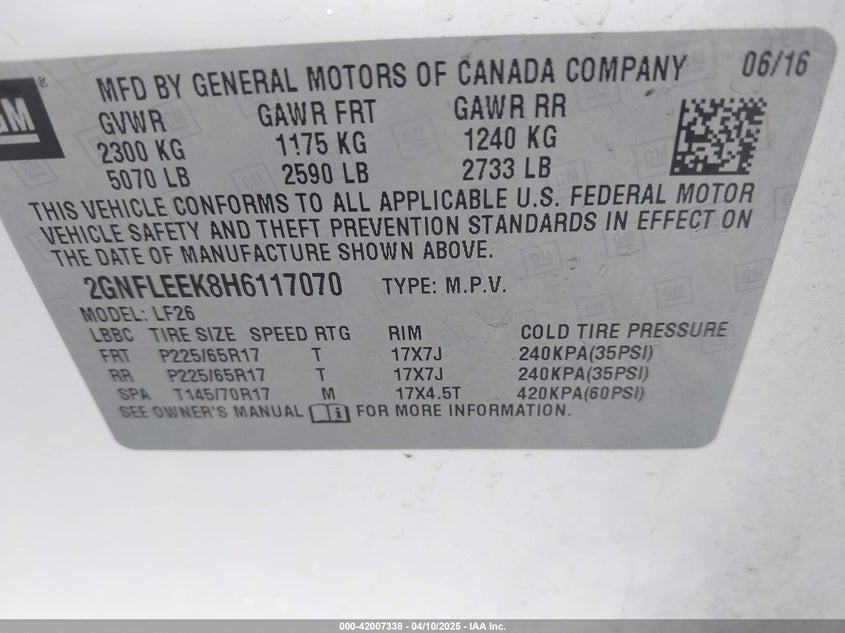 GM ® MFD BY GENERAL MOTORS OF CANADA COMPANY 06/16
GVWR GAWR FRT GAWR RR
2300 KG 1175 KG 1240 KG
5070 LB 2590 LB 2733 LB
THIS VEHICLE CONFORMS TO ALL APPLICABLE U.S. FEDERAL MOTOR
VEHICLE SAFETY AND THEFT PREVENTION STANDARDS IN EFFECT ON
THE DATE OF MANUFACTURE SHOWN ABOVE.
2GNFLEEK8H6117070 TYPE: M.P.V.
MODEL: LF26
LBBC TIRE SIZE SPEED RTG RIM COLD TIRE PRESSURE
FRT P225/65R17 T 17X7J 240KPA(35PSI)
RR P225/65R17 T 17X7J 240KPA(35PSI)
SPA T145/70R17 M 17X4.5T 420KPA(60PSI)
SEE OWNER'S MANUAL i FOR MORE INFORMATION.
000-42007338 - 04/10/2025 - IAA Inc.